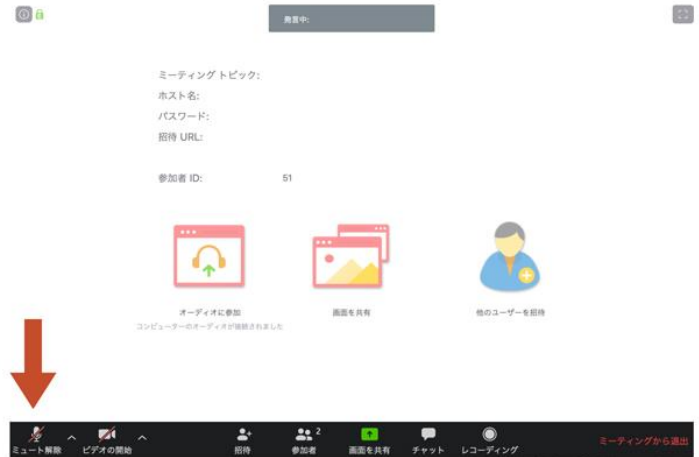 発言中:
ミーティング トピック:
ホスト名:
パスワード:
招待 URL:
参加者 ID: 51
オーディオに参加 画面を共有 他のユーザーを招待
コンピューターのオーディオが接続されました
2
ミュート解除 ビデオの開始 招待 参加者 画面を共有 チャット レコーディング ミーティングから退出